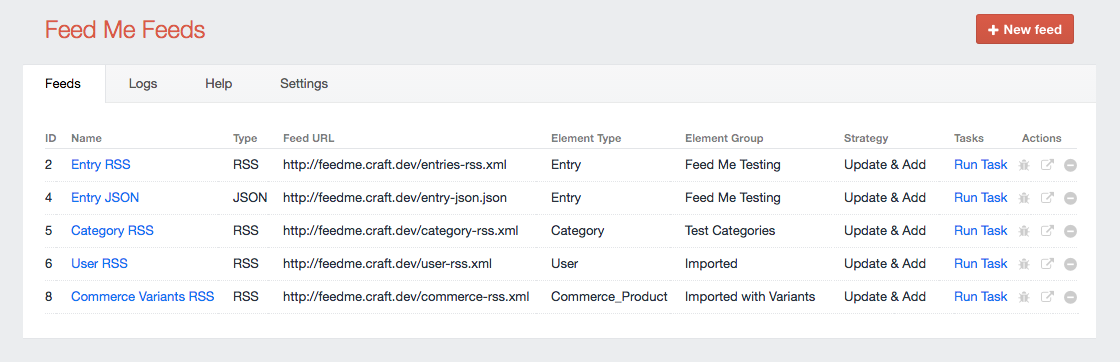 Feed Me Feeds
+ New feed
Feeds Logs Help Settings
ID Name Type Feed URL Element Type Element Group Strategy Tasks Actions
2 Entry RSS RSS http://feedme.craft.dev/entries-rss.xml Entry Feed Me Testing Update & Add Run Task
4 Entry JSON JSON http://feedme.craft.dev/entry-json.json Entry Feed Me Testing Update & Add Run Task
5 Category RSS RSS http://feedme.craft.dev/category-rss.xml Category Test Categories Update & Add Run Task
6 User RSS RSS http://feedme.craft.dev/user-rss.xml User Imported Update & Add Run Task
8 Commerce Variants RSS RSS http://feedme.craft.dev/commerce-rss.xml Commerce_Product Imported with Variants Update & Add Run Task